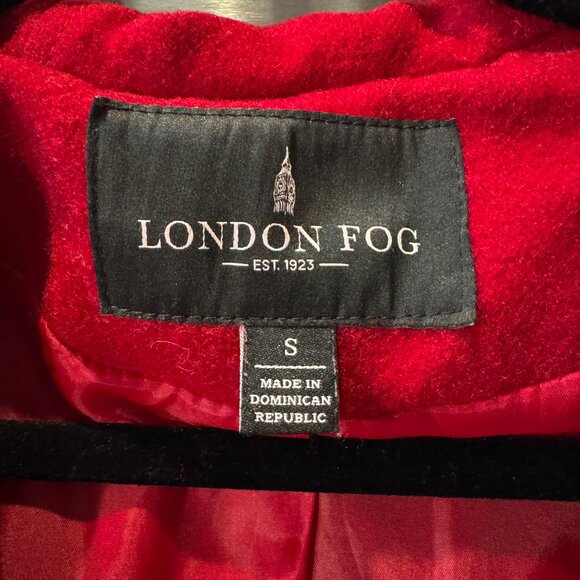 LONDON FOG
EST. 1923
S
MADE IN
DOMINICAN
REPUBLIC